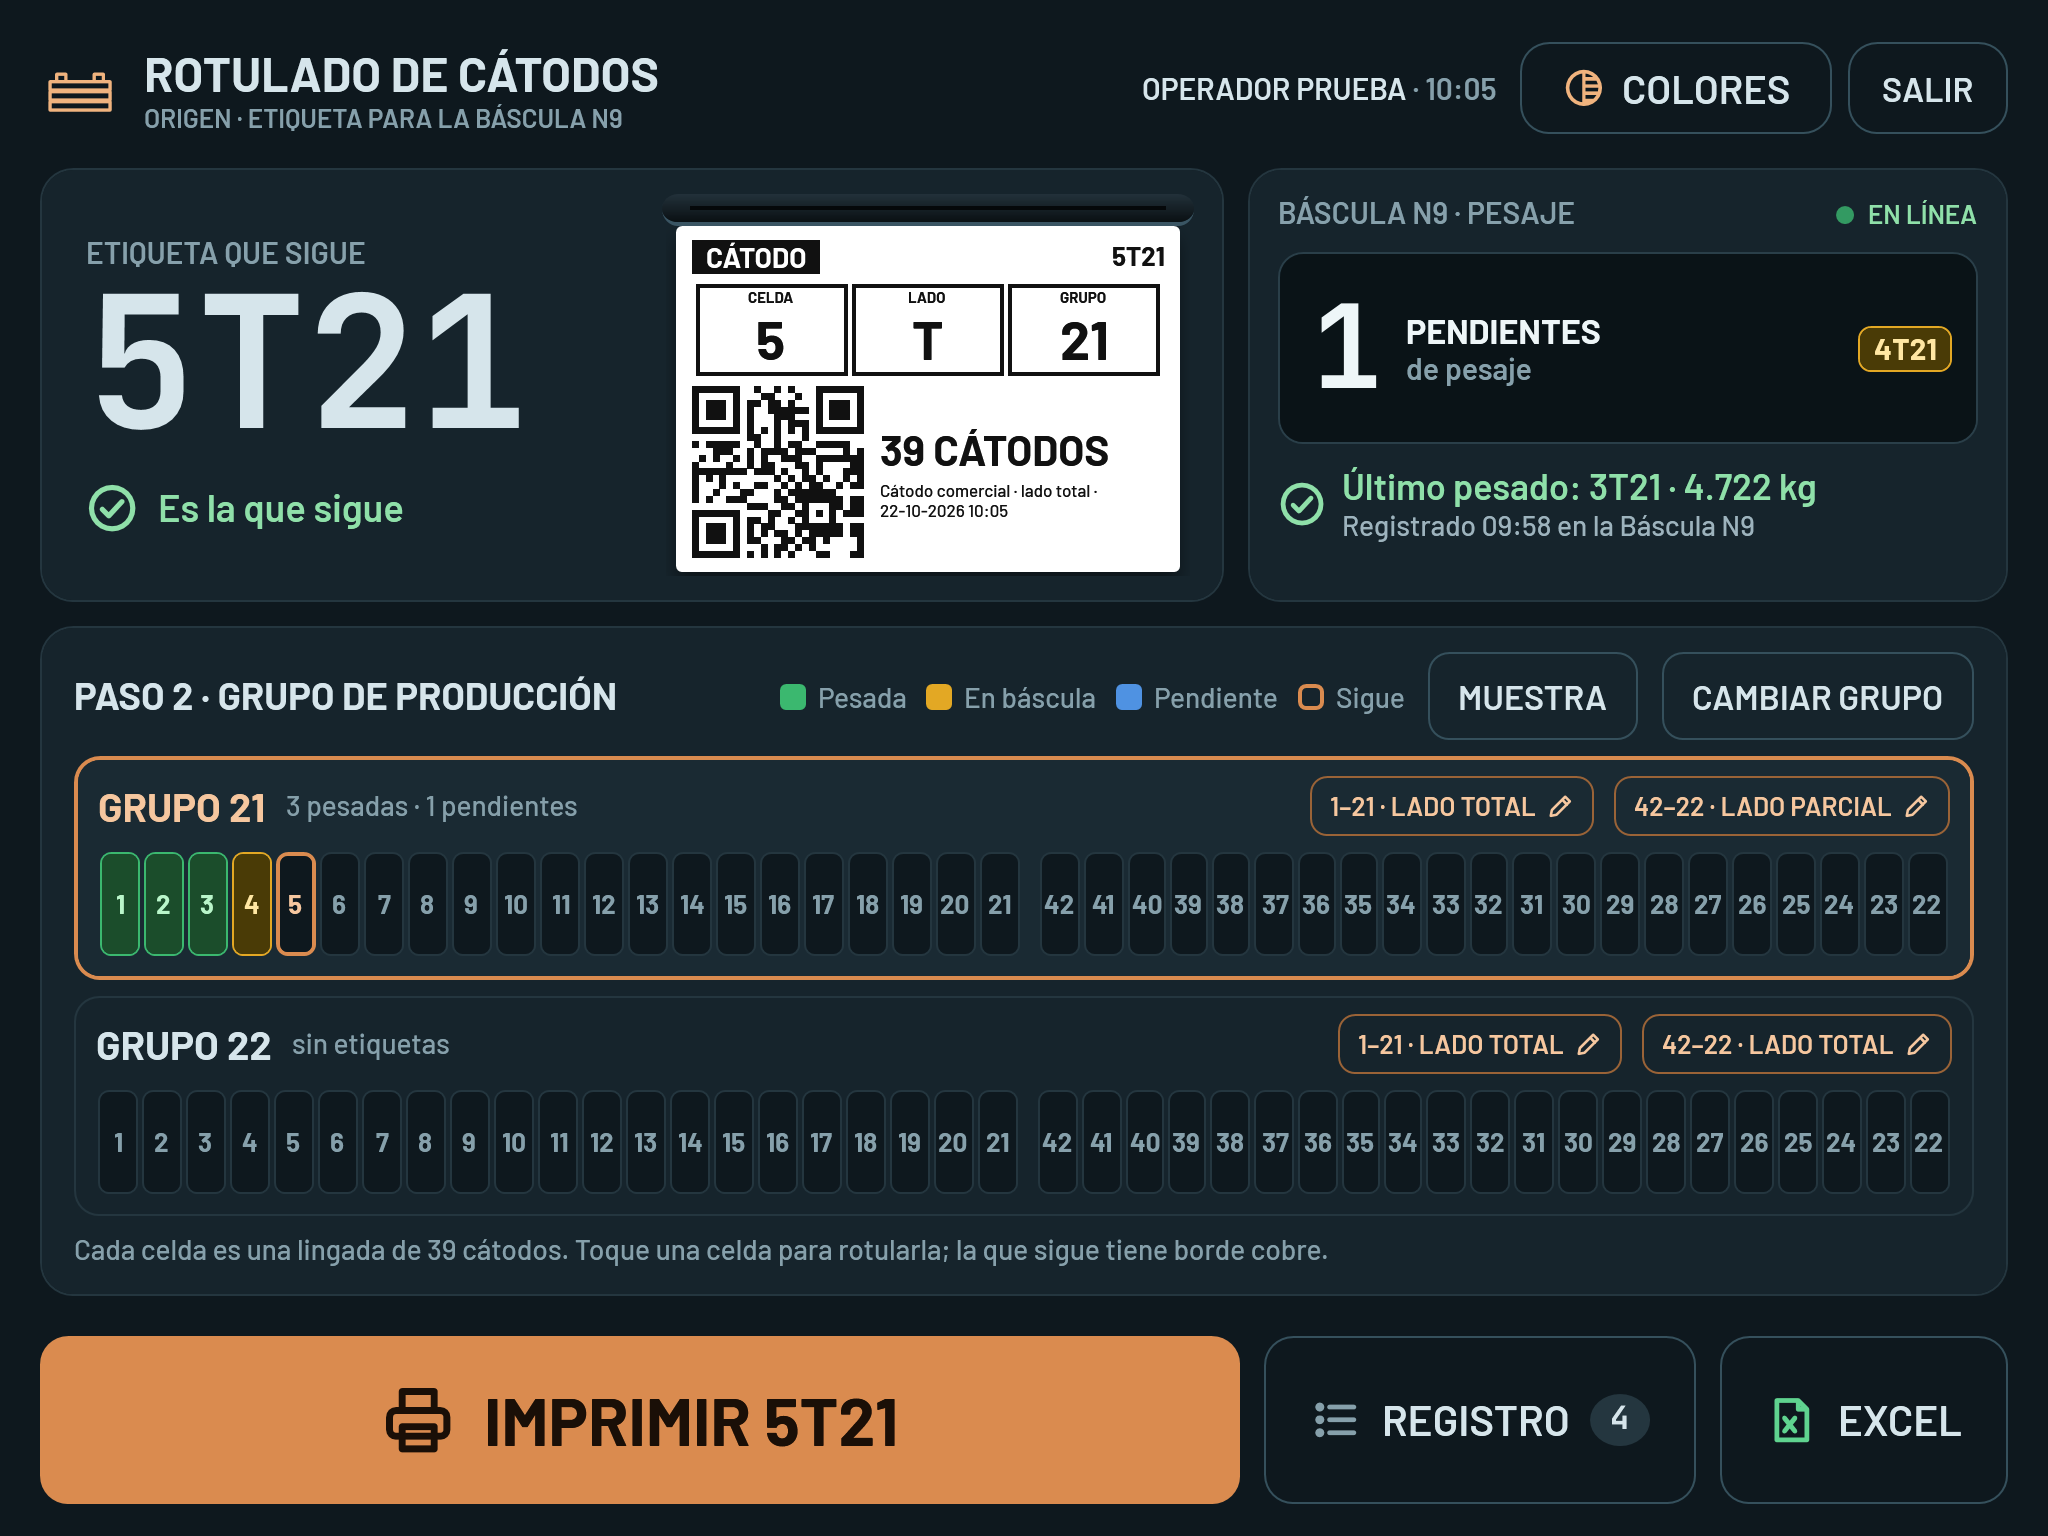 ROTULADO DE CÁTODOS
ORIGEN · ETIQUETA PARA LA BÁSCULA N9
OPERADOR PRUEBA · 10:05
COLORES
SALIR
ETIQUETA QUE SIGUE
5T21
Es la que sigue
CÁTODO
5T21
CELDA
LADO
GRUPO
5
T
21
39 CÁTODOS
Cátodo comercial · lado total ·
22-10-2026 10:05
BÁSCULA N9 · PESAJE
EN LÍNEA
1
PENDIENTES
de pesaje
4T21
Último pesado: 3T21 · 4.722 kg
Registrado 09:58 en la Báscula N9
PASO 2 · GRUPO DE PRODUCCIÓN
Pesada
En báscula
Pendiente
Sigue
MUESTRA
CAMBIAR GRUPO
GRUPO 21
3 pesadas · 1 pendientes
1–21 · LADO TOTAL
42–22 · LADO PARCIAL
1 2 3 4 5 6 7 8 9 10 11 12 13 14 15 16 17 18 19 20 21 42 41 40 39 38 37 36 35 34 33 32 31 30 29 28 27 26 25 24 23 22
GRUPO 22
sin etiquetas
1–21 · LADO TOTAL
42–22 · LADO TOTAL
1 2 3 4 5 6 7 8 9 10 11 12 13 14 15 16 17 18 19 20 21 42 41 40 39 38 37 36 35 34 33 32 31 30 29 28 27 26 25 24 23 22
Cada celda es una lingada de 39 cátodos. Toque una celda para rotularla; la que sigue tiene borde cobre.
IMPRIMIR 5T21
REGISTRO 4
EXCEL